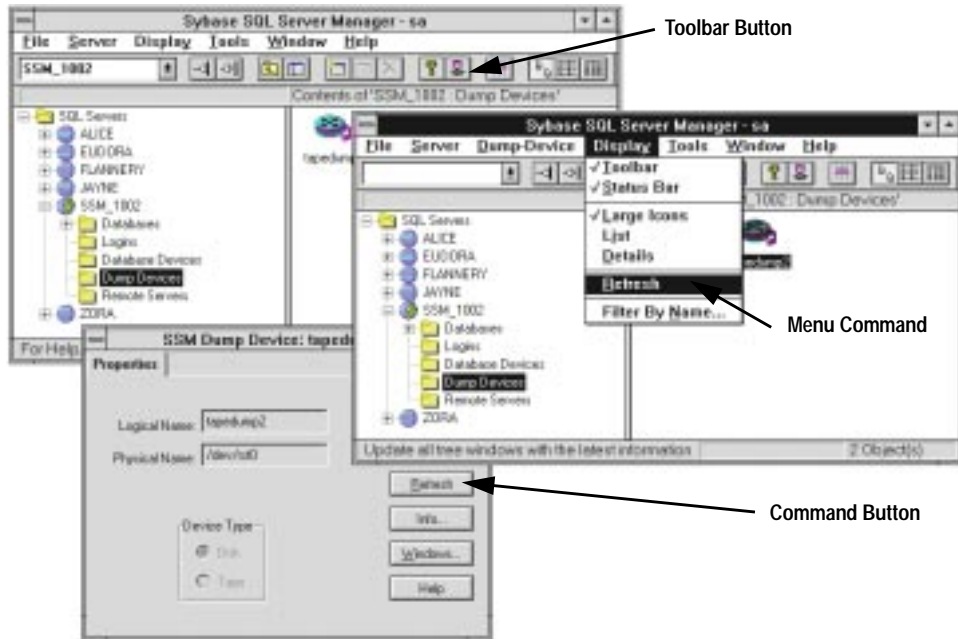 Sybase SQL Server Manager - sa
File Server Display Tools Window Help
SSM_1002
Contents of 'SSM_1002 : Dump Devices'
SQL Servers
ALICE
EUDORA
FLANNERY
JAYNE
SSM_1002
Databases
Logins
Database Devices
Dump Devices
Remote Servers
ZORA
For Help
Toolbar Button
Sybase SQL Server Manager - sa
File Server Dump-Device Display Tools Window Help
Toolbar
Status Bar
Large Icons
List
Details
Refresh
Filter By Name...
_1002 : Dump Devices'
SQL Servers
ALICE
EUDORA
FLANNERY
JAYNE
SSM_1002
Databases
Logins
Database Devices
Dump Devices
Remote Servers
ZORA
Update all tree windows with the latest information
2 Object(s)
Menu Command
SSM Dump Device: taped
Properties
Logical Name: tapedump2
Physical Name: /dev/rst0
Device Type
Disk
Tape
Refresh
Info...
Windows...
Help
Command Button